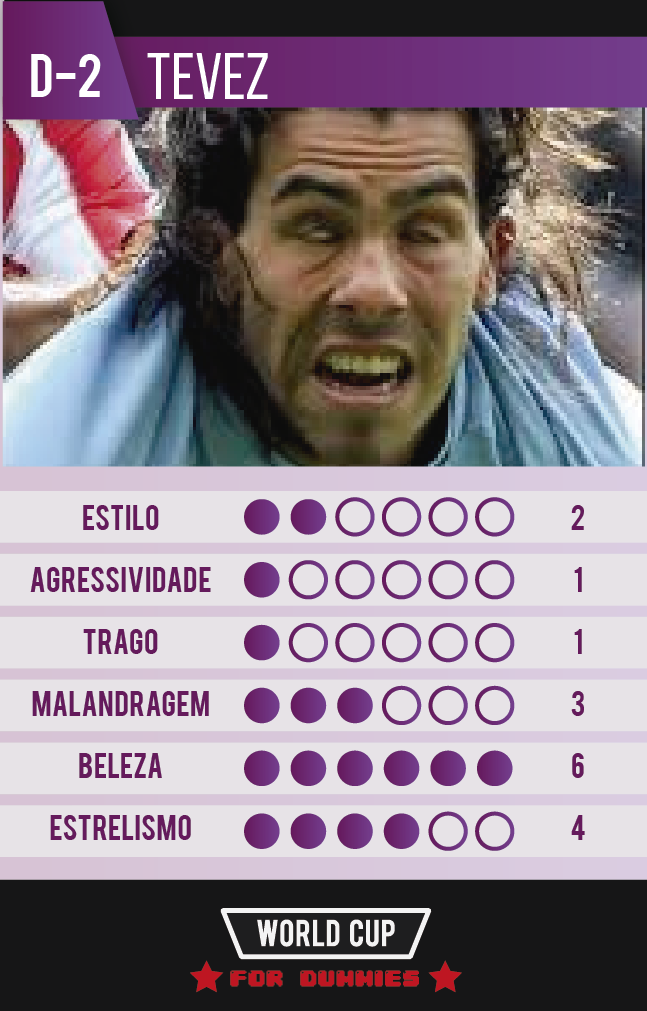 D-2 TEVEZ
ESTILO 2
AGRESSIVIDADE 1
TRAGO 1
MALANDRAGEM 3
BELEZA 6
ESTRELISMO 4
WORLD CUP
FOR DUMMIES